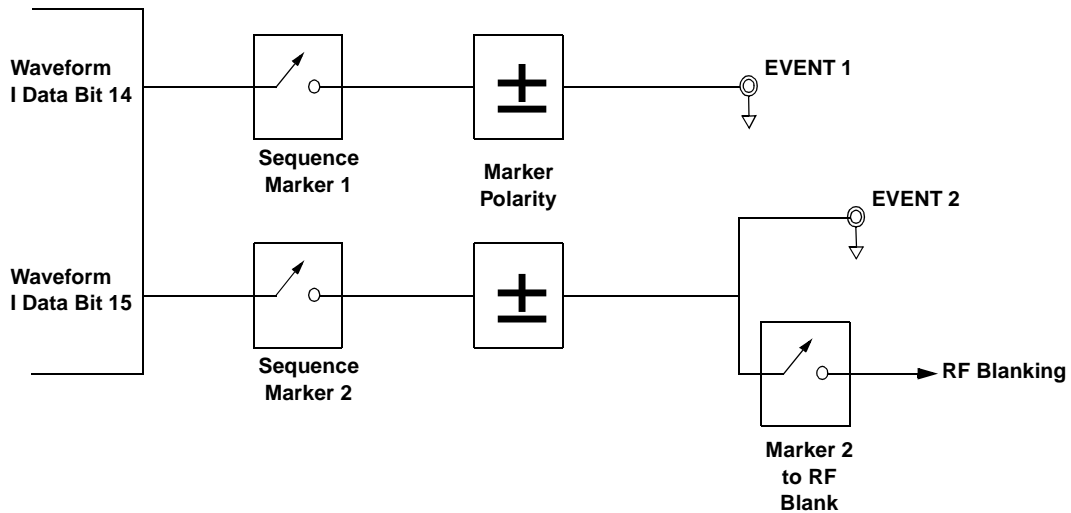 Waveform
I Data Bit 14
Sequence
Marker 1
±
Marker
Polarity
EVENT 1
Waveform
I Data Bit 15
Sequence
Marker 2
±
EVENT 2
RF Blanking
Marker 2
to RF
Blank